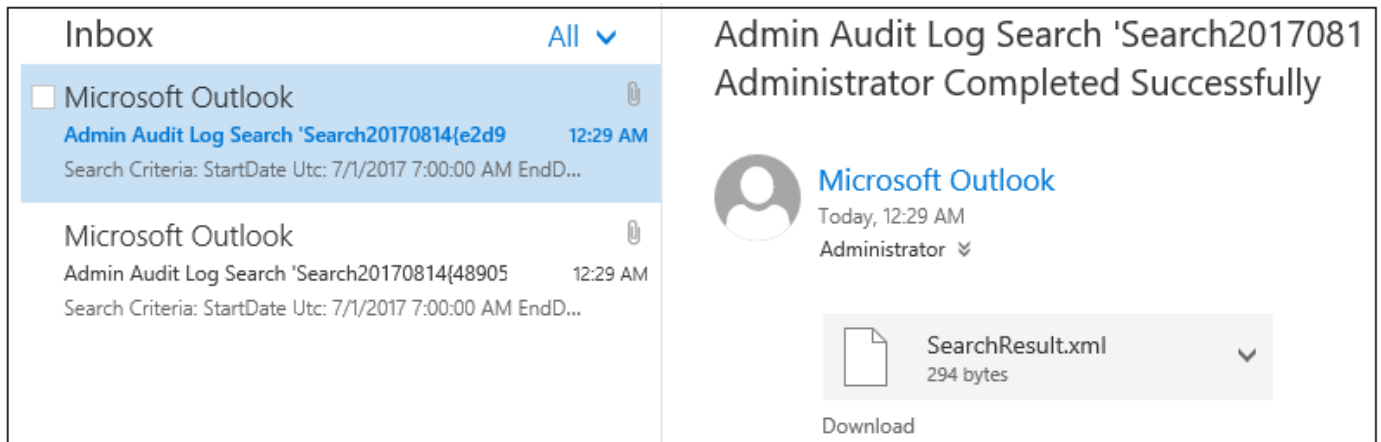 Inbox
All
Microsoft Outlook
Admin Audit Log Search 'Search20170814{e2d9
12:29 AM
Search Criteria: StartDate Utc: 7/1/2017 7:00:00 AM EndD...
Microsoft Outlook
Admin Audit Log Search 'Search20170814{48905
12:29 AM
Search Criteria: StartDate Utc: 7/1/2017 7:00:00 AM EndD...
Admin Audit Log Search 'Search2017081
Administrator Completed Successfully
Microsoft Outlook
Today, 12:29 AM
Administrator
SearchResult.xml
294 bytes
Download